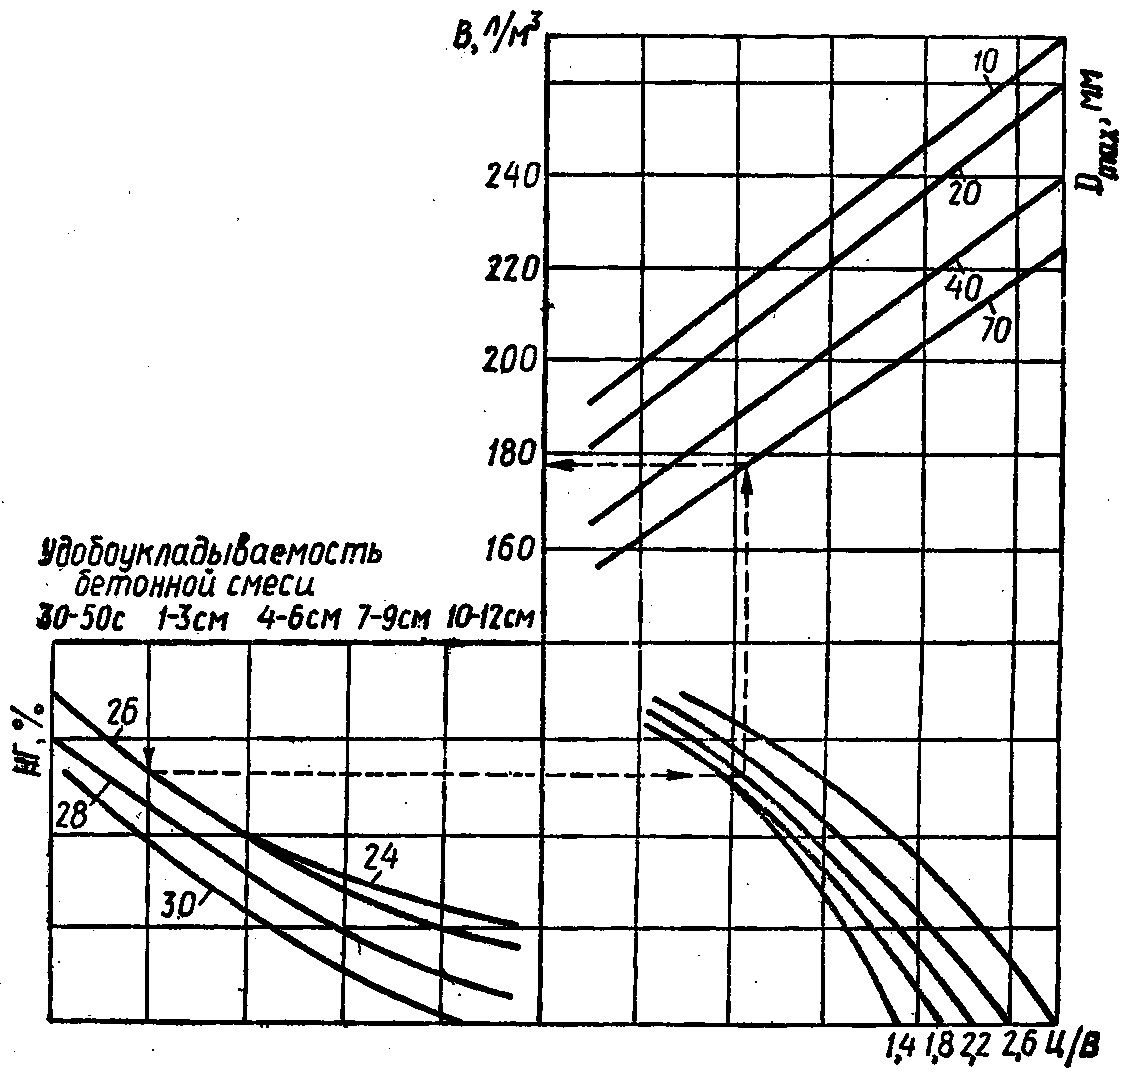 В, л/м³
10
20
40
70
Dmax, мм
240
220
200
180
160
Удобоукладываемость
бетонной смеси
30-50с 1-3см 4-6см 7-9см 10-12см
НГ, %
26
28
30
24
1,4 1,8 2,2 2,6 Ц/В